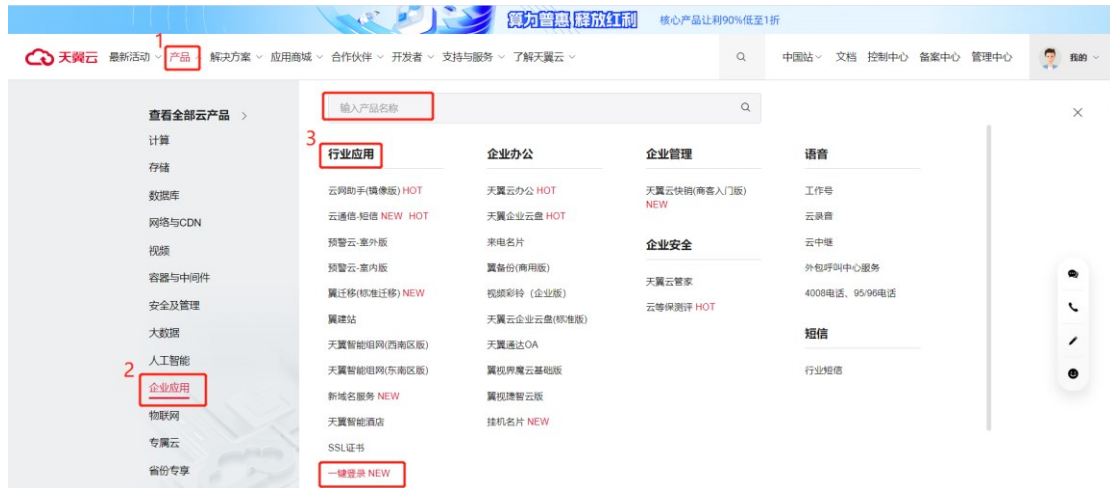 算力普惠 释放红利 核心产品让利90%低至1折
1
天翼云 最新活动 产品 解决方案 应用商城 合作伙伴 开发者 支持与服务 了解天翼云 中国站 文档 控制中心 备案中心 管理中心 我的
查看全部云产品
计算
存储
数据库
网络与CDN
视频
容器与中间件
安全及管理
大数据
人工智能
2
企业应用
物联网
专属云
省份专享
输入产品名称
3
行业应用
云网助手(镜像版) HOT
云通信-短信 NEW HOT
预警云-室外版
预警云-室内版
翼迁移(标准迁移) NEW
翼建站
天翼智能组网(西南区版)
天翼智能组网(东南区版)
新域名服务 NEW
天翼智能酒店
SSL证书
一键登录 NEW
企业办公
天翼云办公 HOT
天翼企业云盘 HOT
来电名片
翼备份(商用版)
视频彩铃（企业版）
天翼云企业云盘(标准版)
天翼通达OA
翼视界魔云基础版
翼视臻智云版
挂机名片 NEW
企业管理
天翼云快销(商客入门版)
NEW
企业安全
天翼云管家
云等保测评 HOT
语音
工作号
云录音
云中继
外包呼叫中心服务
4008电话、95/96电话
短信
行业短信